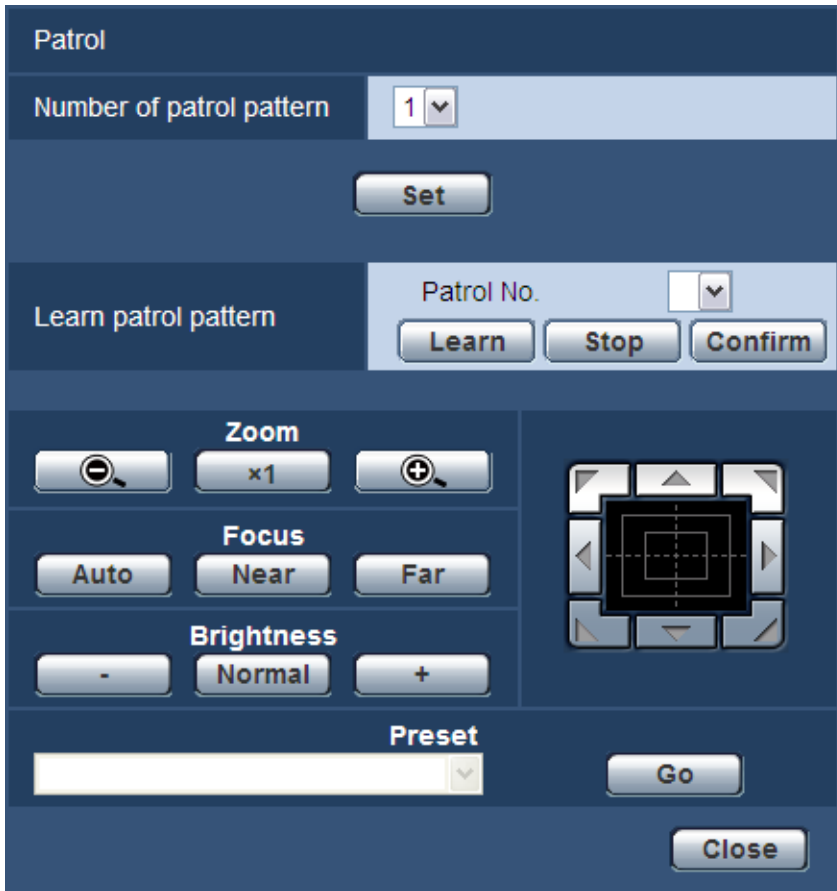 Patrol
Number of patrol pattern 1
Set
Patrol No.
Learn patrol pattern
Learn Stop Confirm
Zoom
×1
Focus
Auto Near Far
Brightness
- Normal +
Preset
Go
Close